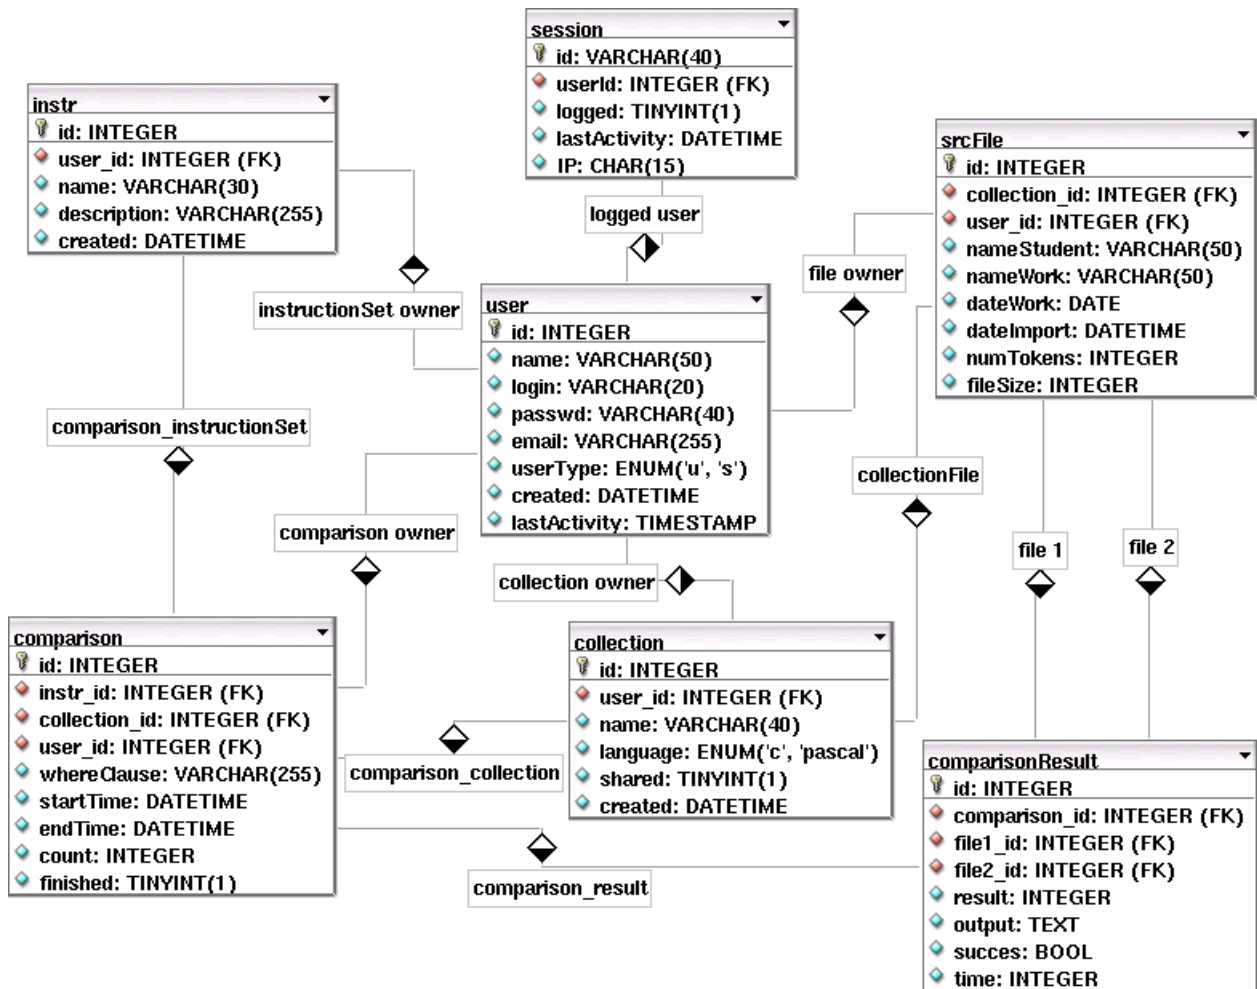 session
id: VARCHAR(40)
userId: INTEGER (FK)
logged: TINYINT(1)
lastActivity: DATETIME
IP: CHAR(15)
instr
id: INTEGER
user_id: INTEGER (FK)
name: VARCHAR(30)
description: VARCHAR(255)
created: DATETIME
srcFile
id: INTEGER
collection_id: INTEGER (FK)
user_id: INTEGER (FK)
nameStudent: VARCHAR(50)
nameWork: VARCHAR(50)
dateWork: DATE
dateImport: DATETIME
numTokens: INTEGER
fileSize: INTEGER
logged user
file owner
instructionSet owner
user
id: INTEGER
name: VARCHAR(50)
login: VARCHAR(20)
passwd: VARCHAR(40)
email: VARCHAR(255)
userType: ENUM('u', 's')
created: DATETIME
lastActivity: TIMESTAMP
comparison_instructionSet
collectionFile
comparison owner
file 1
file 2
collection owner
comparison
id: INTEGER
instr_id: INTEGER (FK)
collection_id: INTEGER (FK)
user_id: INTEGER (FK)
whereClause: VARCHAR(255)
startTime: DATETIME
endTime: DATETIME
count: INTEGER
finished: TINYINT(1)
collection
id: INTEGER
user_id: INTEGER (FK)
name: VARCHAR(40)
language: ENUM('c', 'pascal')
shared: TINYINT(1)
created: DATETIME
comparison_collection
comparison_result
comparisonResult
id: INTEGER
comparison_id: INTEGER (FK)
file1_id: INTEGER (FK)
file2_id: INTEGER (FK)
result: INTEGER
output: TEXT
succes: BOOL
time: INTEGER